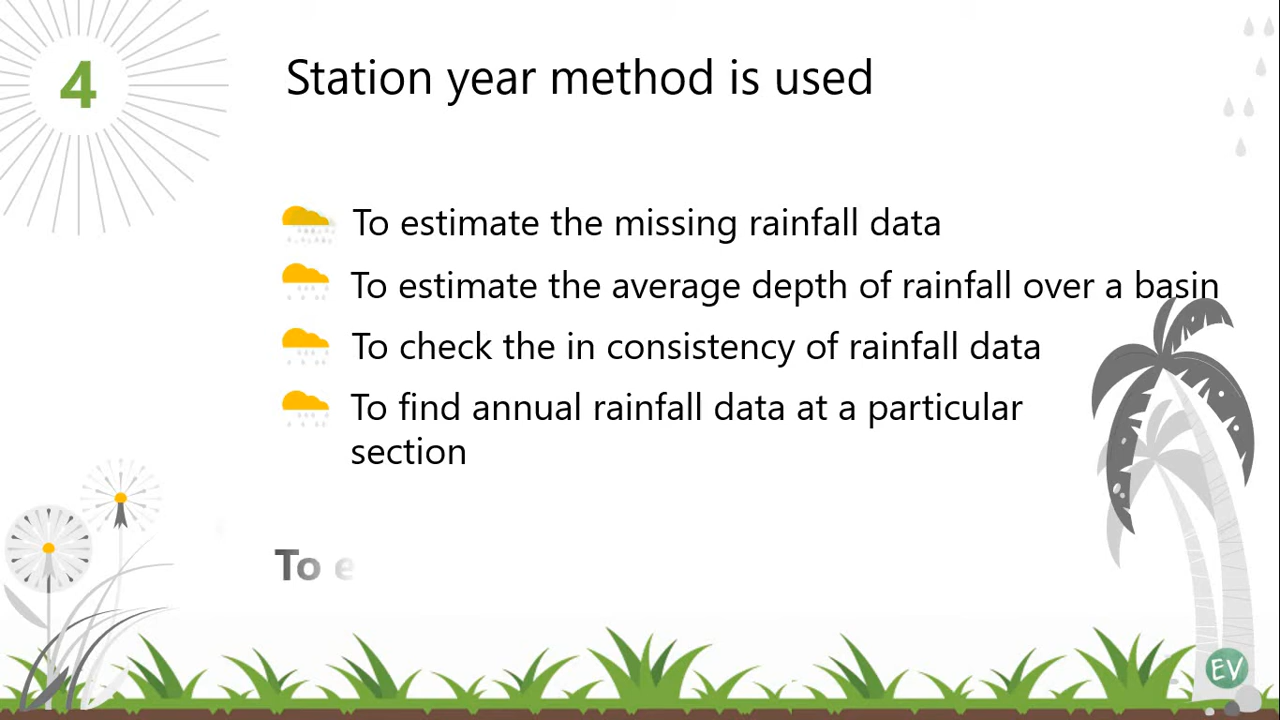 4
Station year method is used
To estimate the missing rainfall data
To estimate the average depth of rainfall over a basin
To check the in consistency of rainfall data
To find annual rainfall data at a particular
section
To e
EV